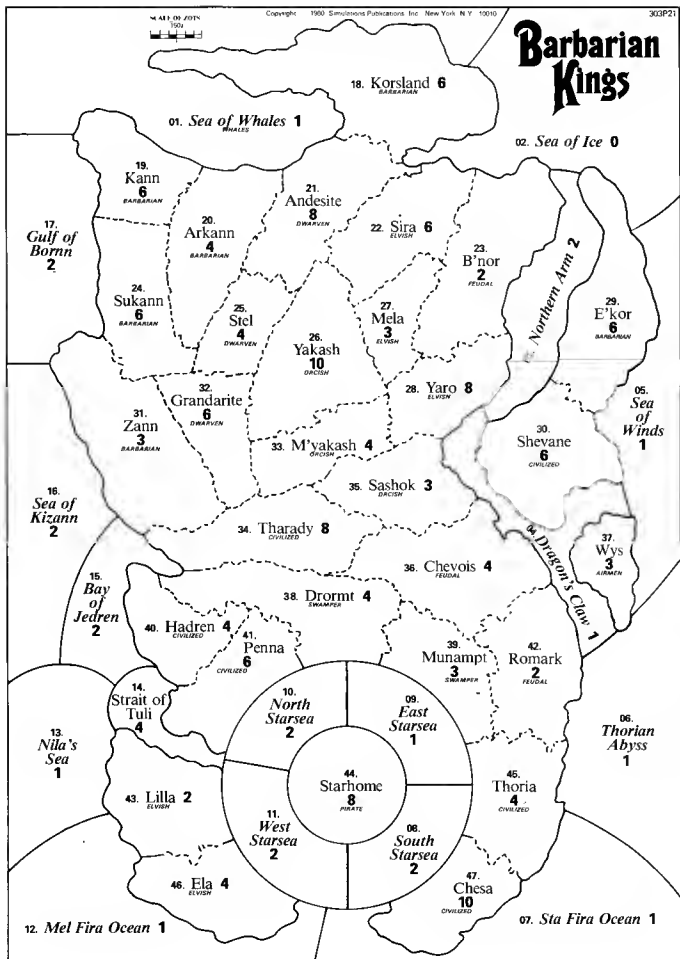 SCALE OF ZOTS
750z
Copyright 1980 Simulations Publications Inc New York N Y 10010
303P21
Barbarian
Kings
18. Korsland 6
BARBARIAN
01. Sea of Whales 1
WHALES
02. Sea of Ice 0
19.
Kann
6
BARBARIAN
20.
Arkann
4
BARBARIAN
21.
Andesite
8
DWARVEN
22. Sira 6
ELVISH
23.
B'nor
2
FEUDAL
Northern Arm 2
17.
Gulf of
Bornn
2
24.
Sukann
6
BARBARIAN
25.
Stel
4
DWARVEN
26.
Yakash
10
ORCISH
27.
Mela
3
ELVISH
29.
E'kor
6
BARBARIAN
28. Yaro 8
ELVISH
05.
Sea
of
Winds
1
31.
Zann
3
BARBARIAN
32.
Grandarite
6
DWARVEN
33. M'yakash 4
ORCISH
30.
Shevane
6
CIVILIZED
35. Sashok 3
ORCISH
16.
Sea of
Kizann
2
34. Tharady 8
CIVILIZED
04. Dragon's Claw 1
37.
Wys
3
AIRMEN
36. Chevois 4
FEUDAL
15.
Bay
of
Jedren
2
38. Drormt 4
SWAMPER
40. Hadren 4
CIVILIZED
41.
Penna
6
CIVILIZED
39.
Munampt
3
SWAMPER
42.
Romark
2
FEUDAL
14.
Strait of
Tuli
4
10.
North
Starsea
2
09.
East
Starsea
1
13.
Nila's
Sea
1
06.
Thorian
Abyss
1
44.
Starhome
8
PIRATE
45.
Thoria
4
CIVILIZED
43. Lilla 2
ELVISH
11.
West
Starsea
2
08.
South
Starsea
2
46. Ela 4
ELVISH
47.
Chesa
10
CIVILIZED
12. Mel Fira Ocean 1
07. Sta Fira Ocean 1